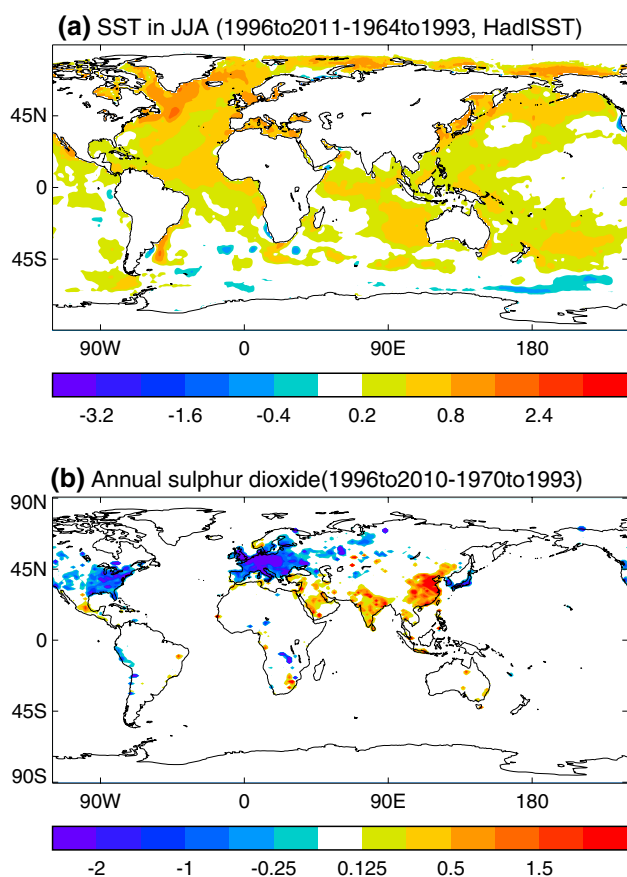 (a) SST in JJA (1996to2011-1964to1993, HadISST)
45N
0
45S
90W 0 90E 180
-3.2 -1.6 -0.4 0.2 0.8 2.4
(b) Annual sulphur dioxide(1996to2010-1970to1993)
90N
45N
0
45S
90S
90W 0 90E 180
-2 -1 -0.25 0.125 0.5 1.5